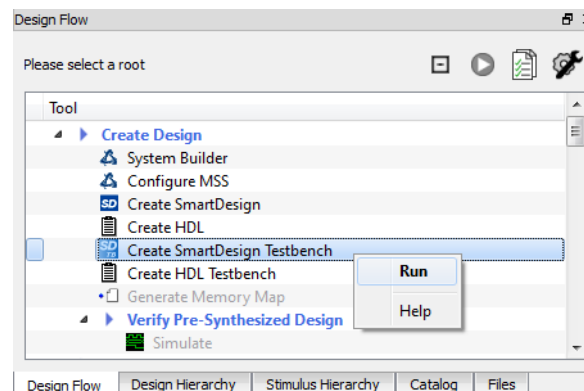 Design Flow
Please select a root
Tool
Create Design
System Builder
Configure MSS
SD Create SmartDesign
Create HDL
SD Create SmartDesign Testbench
Run
Create HDL Testbench
Generate Memory Map
Help
Verify Pre-Synthesized Design
Simulate
Design Flow Design Hierarchy Stimulus Hierarchy Catalog Files